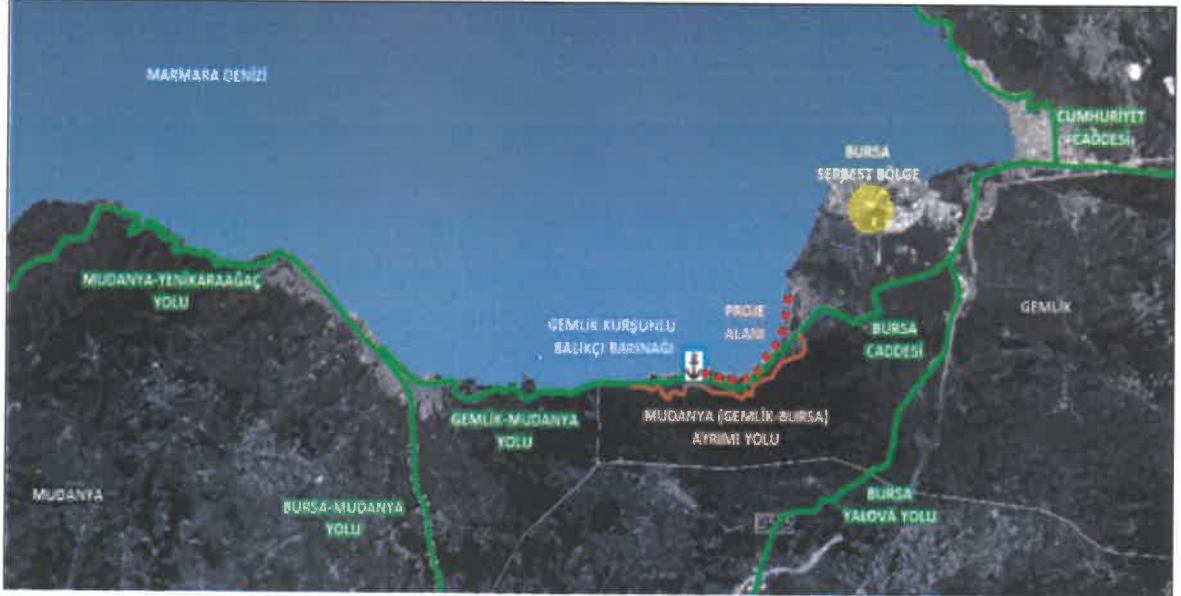 MARMARA DENİZİ
CUMHURİYET
CADDESİ
BURSA
SERBEST BÖLGE
MUDANYA-YENİKARAAĞAÇ
YOLU
GEMLİK
PROJE
ALANI
GEMLİK KURŞUNLU
BALIKÇI BARINAĞI
BURSA
CADDESİ
GEMLİK-MUDANYA
YOLU
MUDANYA (GEMLİK-BURSA)
AYRIMI YOLU
MUDANYA
BURSA-MUDANYA
YOLU
BURSA
YALOVA YOLU